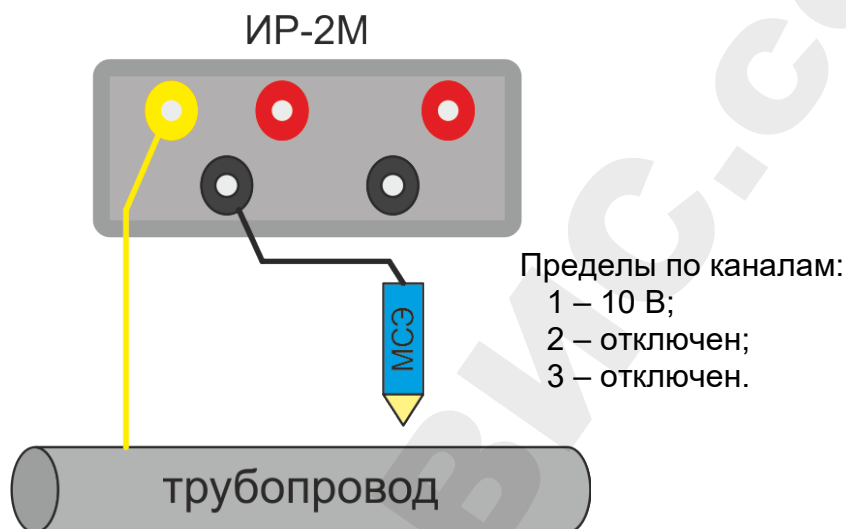 ИР-2М
Пределы по каналам:
1 – 10 В;
2 – отключен;
3 – отключен.
МСЭ
трубопровод